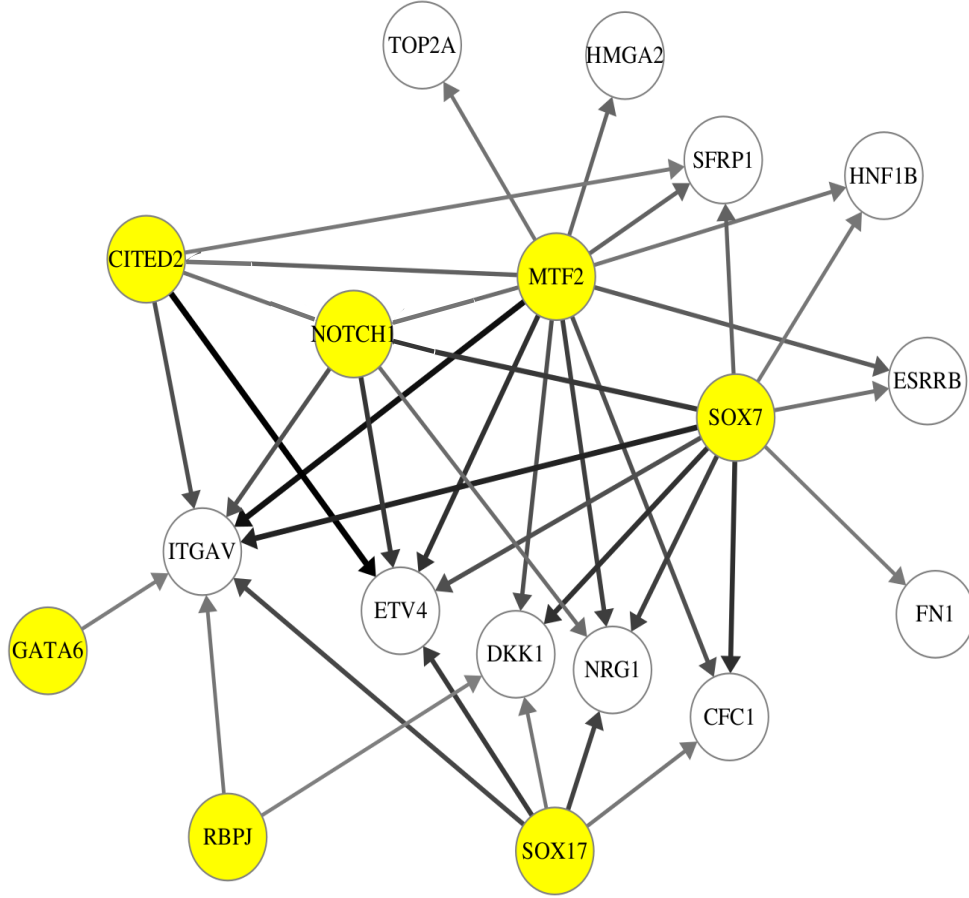 TOP2A
HMGA2
SFRP1
HNF1B
CITED2
MTF2
NOTCH1
ESRRB
SOX7
ITGAV
ETV4
FN1
GATA6
DKK1
NRG1
CFC1
RBPJ
SOX17